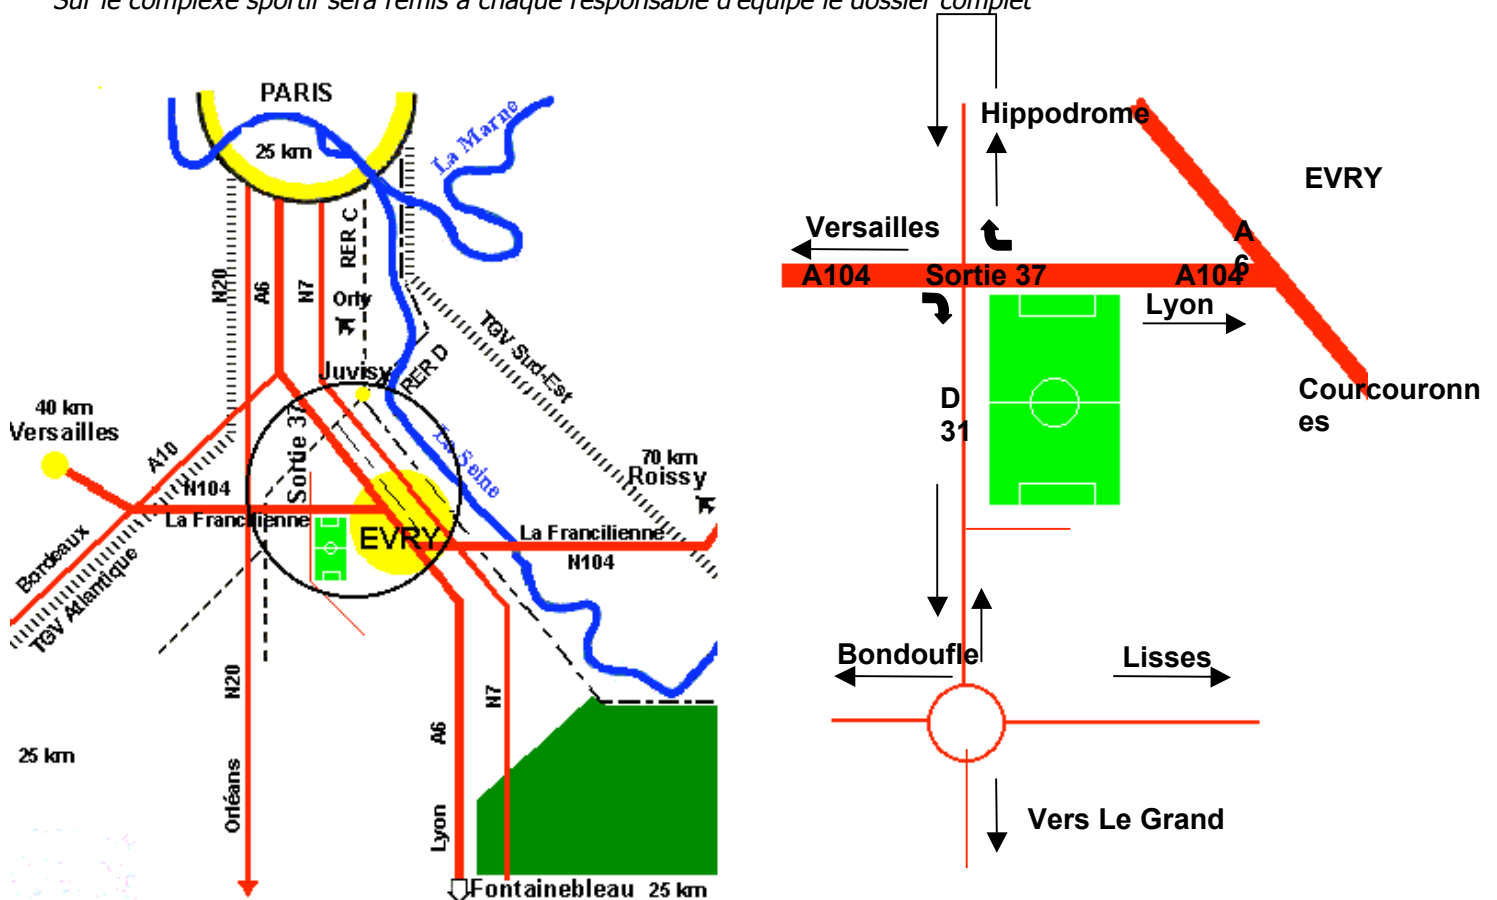 Sur le complexe sportif sera remis à chaque responsable d'équipe le dossier complet
PARIS
25 km
La Marne
RER C
N20
A6
N7
Orly
TGV Sud-Est
Juvisy
RER D
40 km
Versailles
A10
Sortie 37
La Seine
70 km
Roissy
N104
La Francilienne
EVRY
La Francilienne
N104
Bordeaux
TGV Atlantique
N20
N7
A6
25 km
Orléans
Lyon
Fontainebleau 25 km
Hippodrome
EVRY
Versailles
A
6
A104
Sortie 37
A104
Lyon
D
31
Courcouronn
es
Bondoufle
Lisses
Vers Le Grand